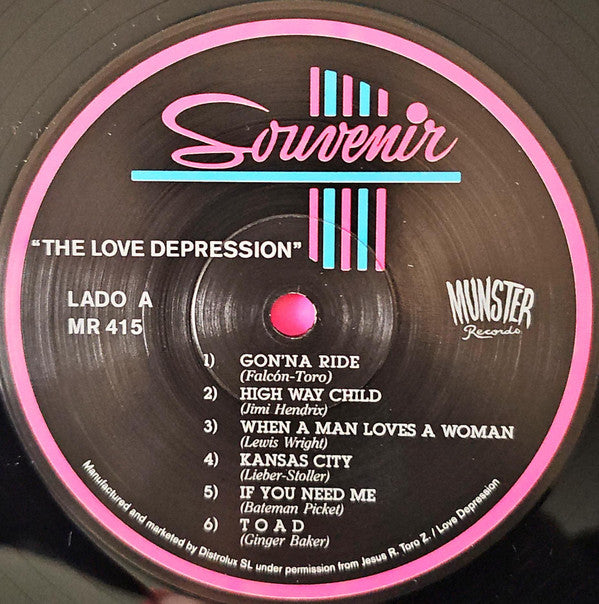 Souvenir
"THE LOVE DEPRESSION"
LADO A
MR 415
MUNSTER
Records
1) GON'NA RIDE
(Falcón-Toro)
2) HIGH WAY CHILD
(Jimi Hendrix)
3) WHEN A MAN LOVES A WOMAN
(Lewis Wright)
4) KANSAS CITY
(Lieber-Stoller)
5) IF YOU NEED ME
(Bateman Picket)
6) TOAD
(Ginger Baker)
Manufactured and marketed by Distrolux SL under permission from Jesus R. Toro Z. / Love Depression